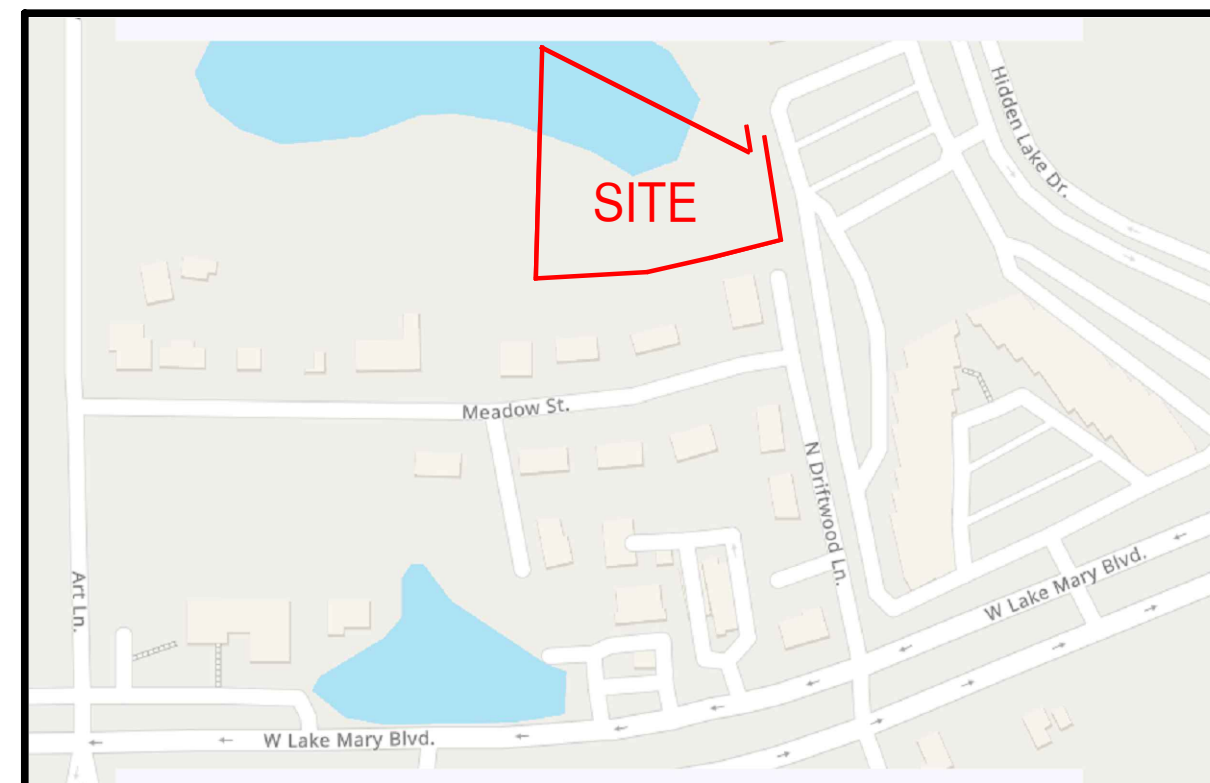 Hidden Lake Dr.
SITE
Meadow St.
N Driftwood Ln.
Art Ln.
W Lake Mary Blvd.
W Lake Mary Blvd.